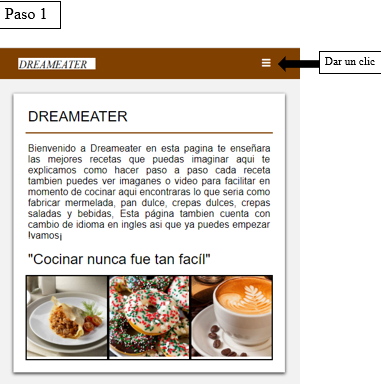 Paso 1
DREAMEATER
Dar un clic
DREAMEATER
Bienvenido a Dreameater en esta pagina te enseñara
las mejores recetas que puedas imaginar aqui te
explicamos como hacer paso a paso cada receta
tambien puedes ver imaganes o video para facilitar en
momento de cocinar aqui encontraras lo que seria como
fabricar mermelada, pan dulce, crepas dulces, crepas
saladas y bebidas, Esta página tambien cuenta con
cambio de idioma en ingles asi que ya puedes empezar
!vamos¡
"Cocinar nunca fue tan facíl"